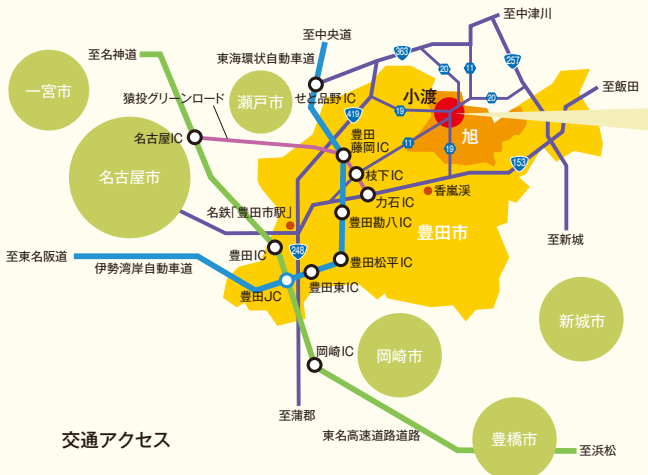 至中津川
至中央道
363
東海環状自動車道
至名神道
257
20
11
一宮市
瀬戸市
せと品野IC
小渡
20
至飯田
猿投グリーンロード
419
19
名古屋IC
豊田
藤岡IC
11
旭
19
153
枝下IC
名古屋市
力石IC
香嵐渓
名鉄「豊田市駅」
豊田勘八IC
豊田市
至新城
豊田IC
248
至東名阪道
伊勢湾岸自動車道
豊田松平IC
豊田東IC
豊田JC
新城市
岡崎IC
岡崎市
至蒲郡
交通アクセス
東名高速道路道路
豊橋市
至浜松